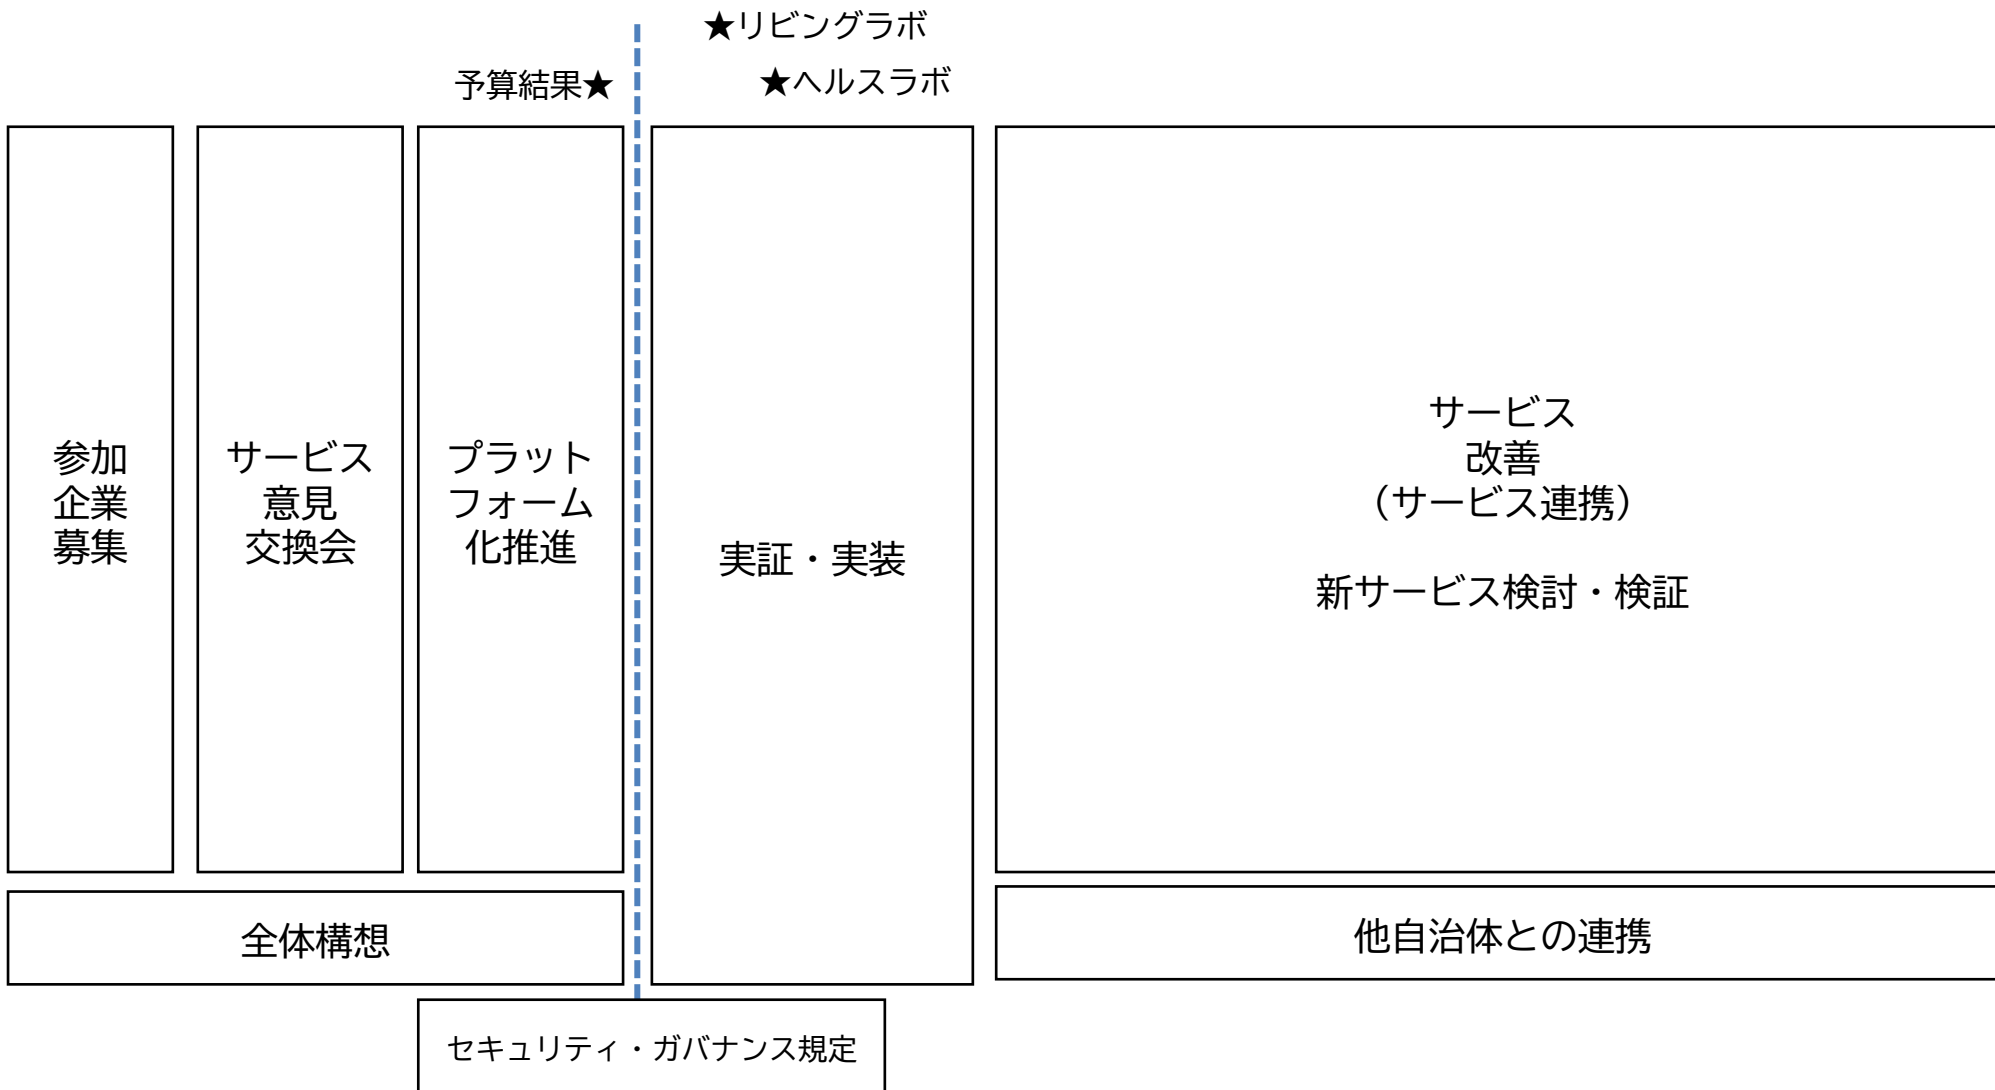 ★リビングラボ
予算結果★
★ヘルスラボ
参加
企業
募集
サービス
意見
交換会
プラット
フォーム
化推進
実証・実装
サービス
改善
（サービス連携）
新サービス検討・検証
全体構想
他自治体との連携
セキュリティ・ガバナンス規定